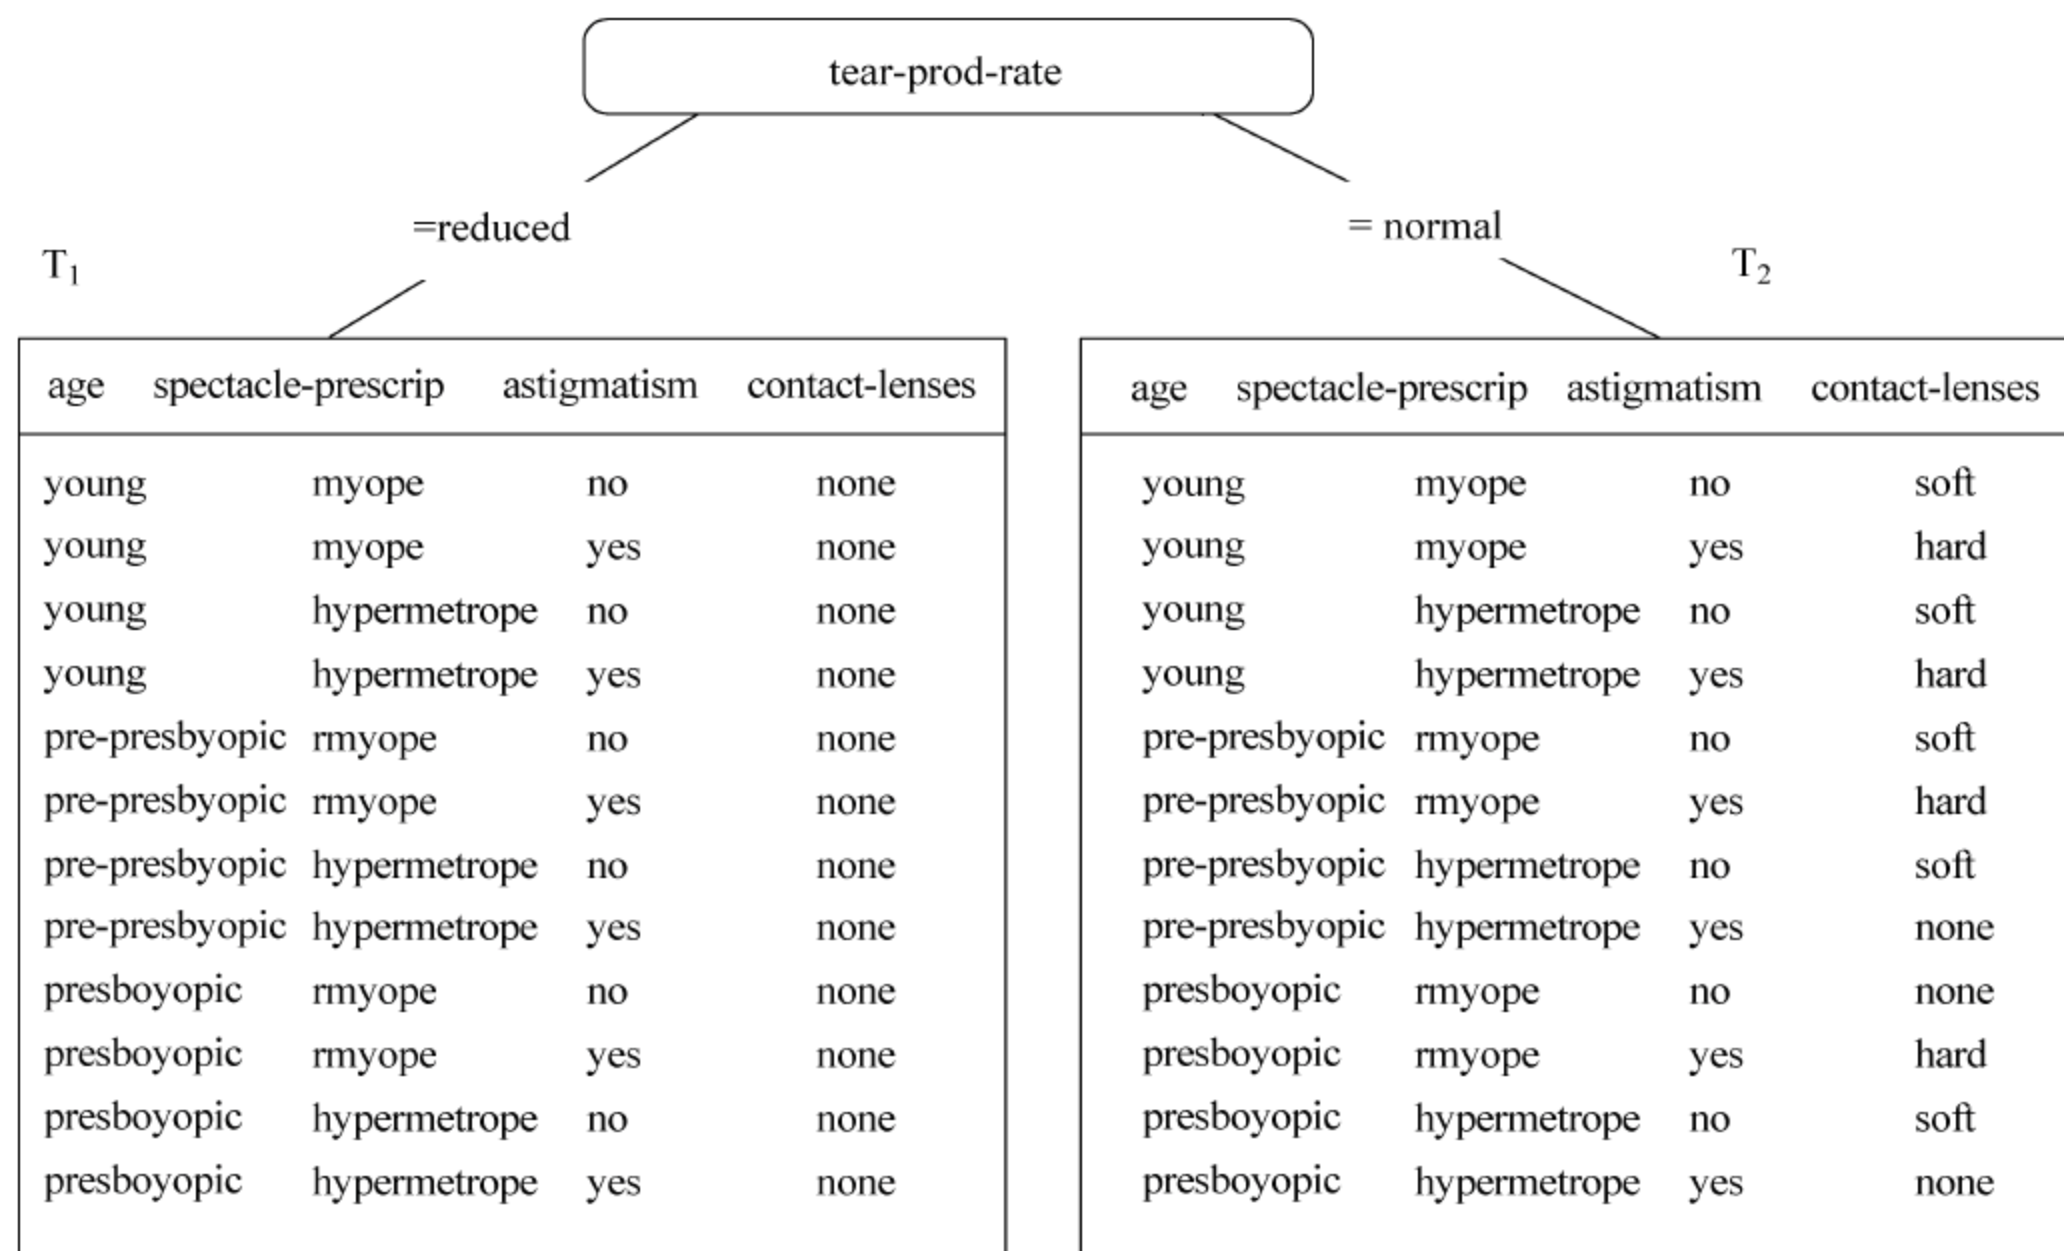 tear-prod-rate
=reduced
= normal
T1
T2
age spectacle-prescrip astigmatism contact-lenses
young myope no none
young myope yes none
young hypermetrope no none
young hypermetrope yes none
pre-presbyopic rmyope no none
pre-presbyopic rmyope yes none
pre-presbyopic hypermetrope no none
pre-presbyopic hypermetrope yes none
presboyopic rmyope no none
presboyopic rmyope yes none
presboyopic hypermetrope no none
presboyopic hypermetrope yes none
age spectacle-prescrip astigmatism contact-lenses
young myope no soft
young myope yes hard
young hypermetrope no soft
young hypermetrope yes hard
pre-presbyopic rmyope no soft
pre-presbyopic rmyope yes hard
pre-presbyopic hypermetrope no soft
pre-presbyopic hypermetrope yes none
presboyopic rmyope no none
presboyopic rmyope yes hard
presboyopic hypermetrope no soft
presboyopic hypermetrope yes none